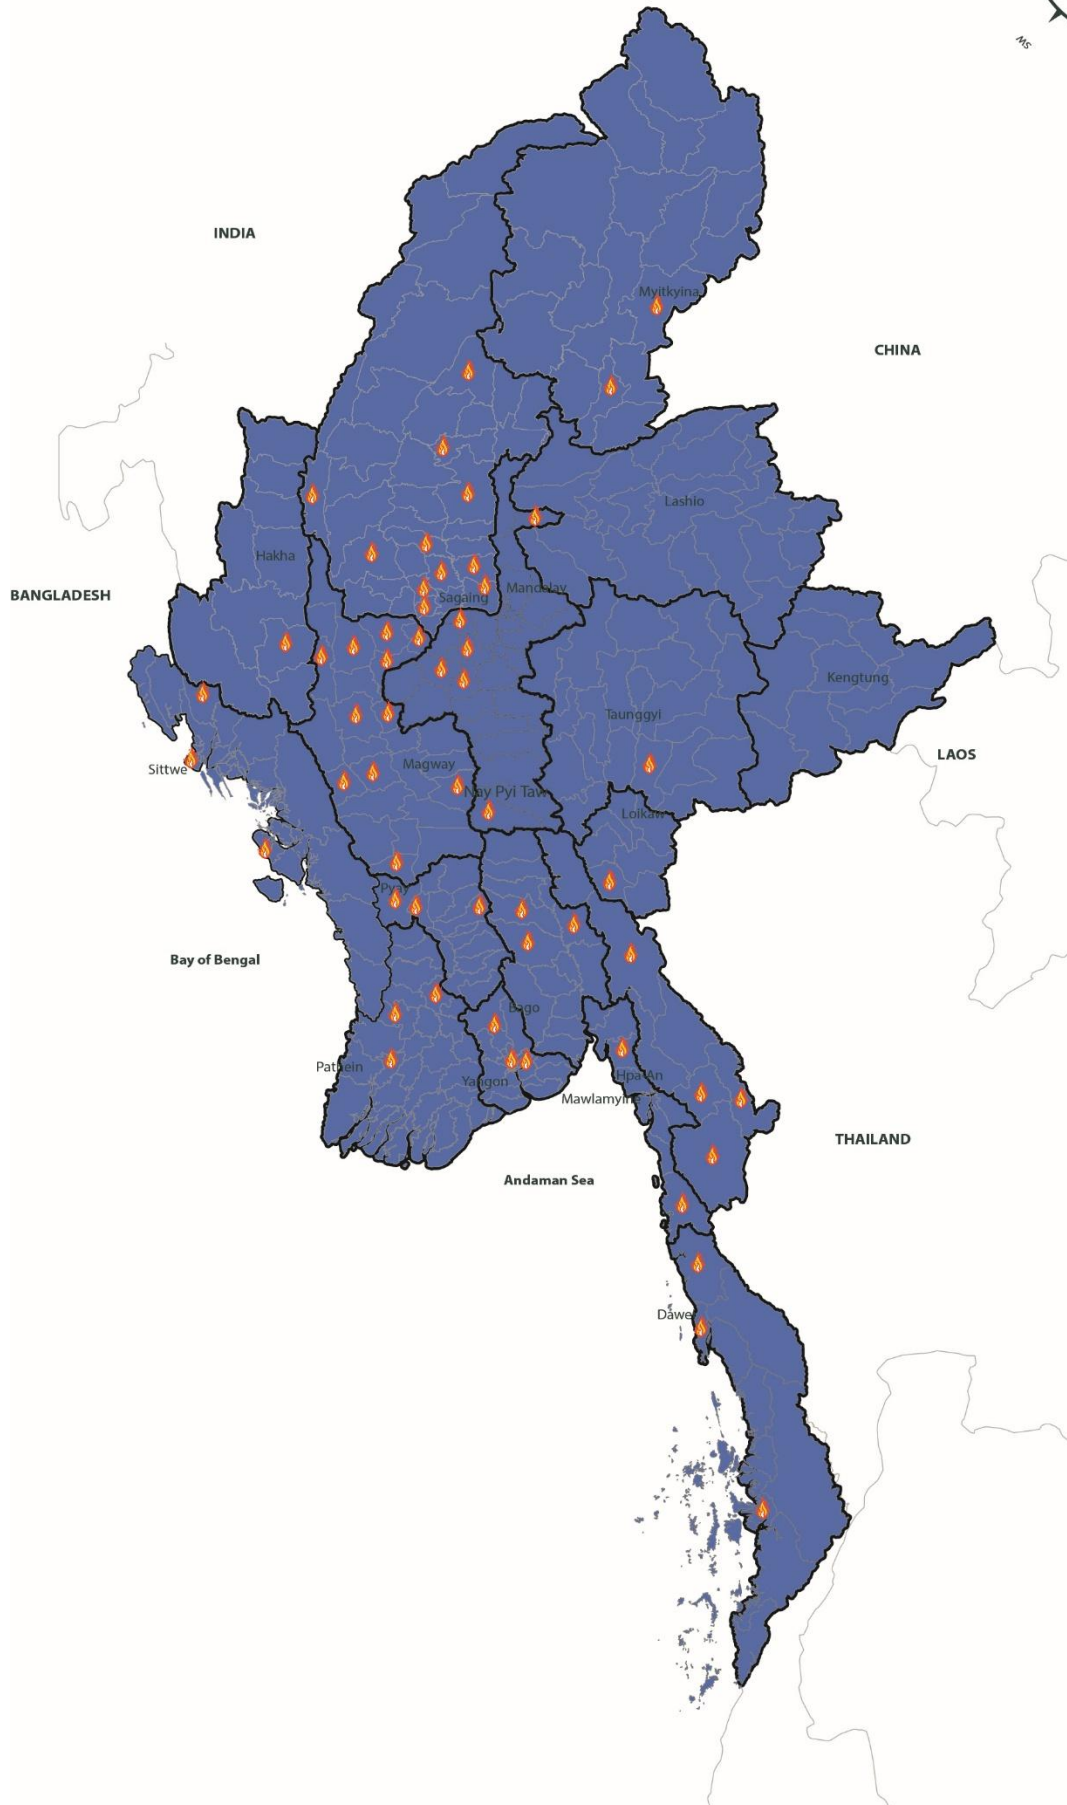 SW
INDIA
Myitkyina
CHINA
Lashio
Hakha
Mandalay
BANGLADESH
Sagaing
Kengtung
Taunggyi
LAOS
Magway
Sittwe
Nay Pyi Taw
Loikaw
Pyay
Bay of Bengal
Bago
Pathein
Hpa-An
Yangon
Mawlamyine
THAILAND
Andaman Sea
Dawei